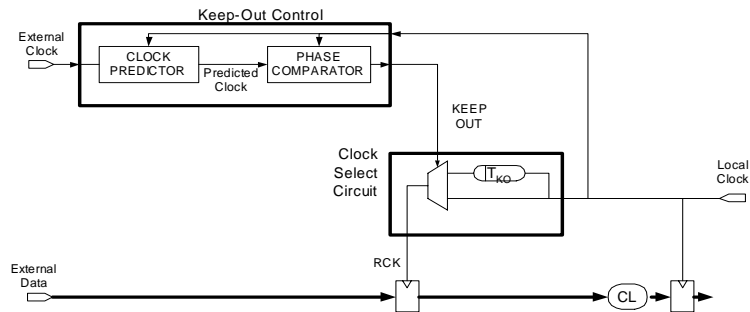 Keep-Out Control
External
Clock
CLOCK
PREDICTOR
Predicted
Clock
PHASE
COMPARATOR
KEEP
OUT
Clock
Select
Circuit
TKO
Local
Clock
RCK
External
Data
CL